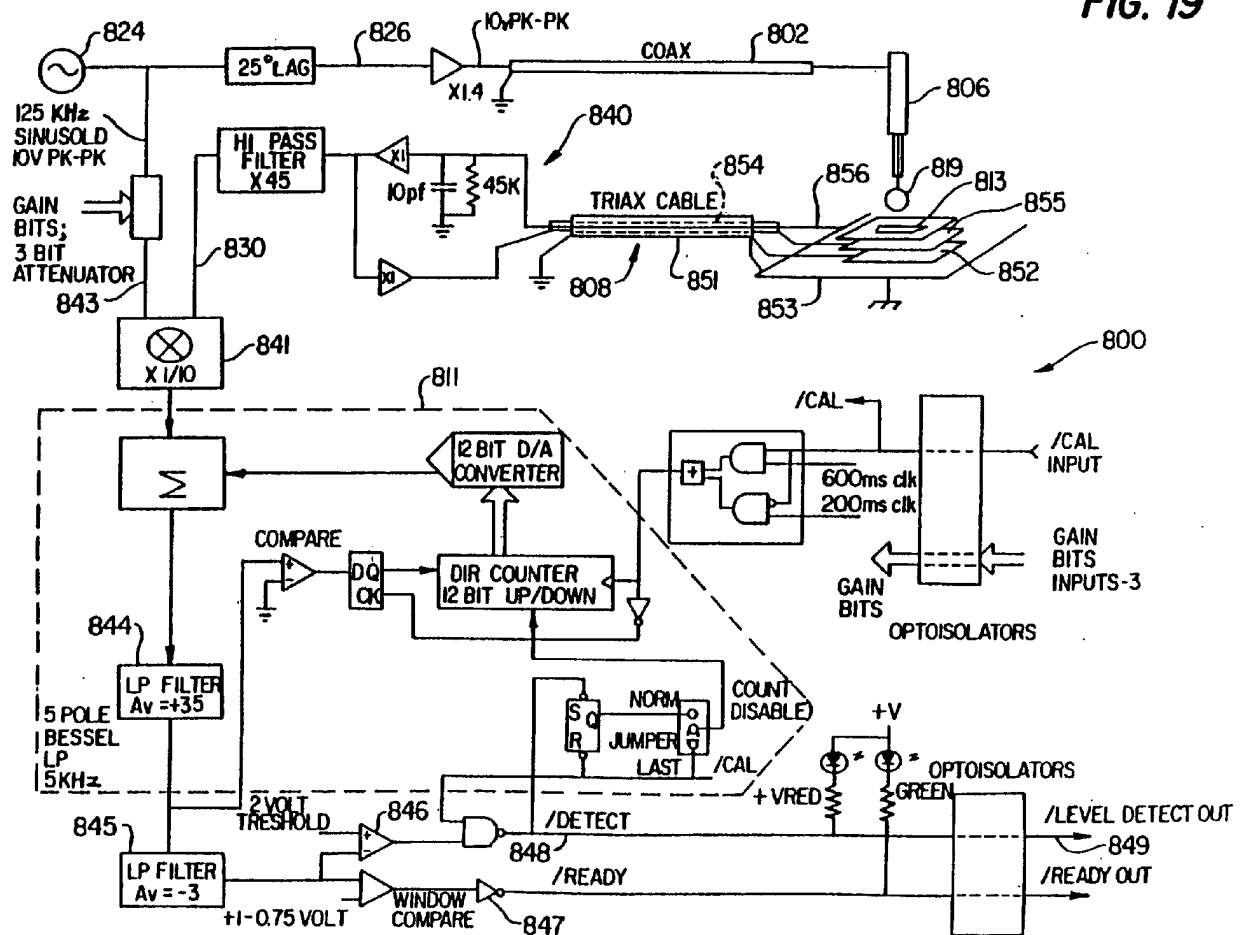 FIG. 19
824
826
10vPK-PK
802
COAX
25° LAG
X1.4
806
125 KHz
SINUSOLD
10V PK-PK
HI PASS
FILTER
X 45
X1
840
10pf
45K
854
856
819
813
855
TRIAX CABLE
GAIN
BITS;
3 BIT
ATTENUATOR
830
X1
808
851
852
853
843
841
X 1/10
800
811
/CAL
/CAL
INPUT
12 BIT D/A
CONVERTER
Σ
+
600ms clk
200ms clk
COMPARE
+
-
DQ
CK
DIR COUNTER
12 BIT UP/DOWN
GAIN
BITS
GAIN
BITS
INPUTS-3
OPTOISOLATORS
844
LP FILTER
Av = +35
5 POLE
BESSEL
LP
5KHz
S
Q
R
NORM
JUMPER
LAST
COUNT
DISABLE)
/CAL
+V
OPTOISOLATORS
+VRED
GREEN
2 VOLT
TRESHOLD
846
+
-
845
/DETECT
848
/LEVEL DETECT OUT
849
LP FILTER
Av = -3
/READY
/READY OUT
+1-0.75 VOLT
WINDOW
COMPARE
847